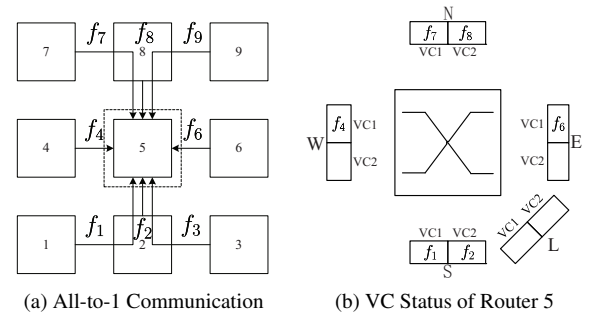 7
f7
8
f8
f9
9
4
f4
5
f6
6
1
f1
2
f2
f3
3
(a) All-to-1 Communication
N
f7 f8
VC1 VC2
W
f4 VC1
VC2
VC1 f6
VC2
E
VC1 VC2
f1 f2
S
VC1 VC2
L
(b) VC Status of Router 5